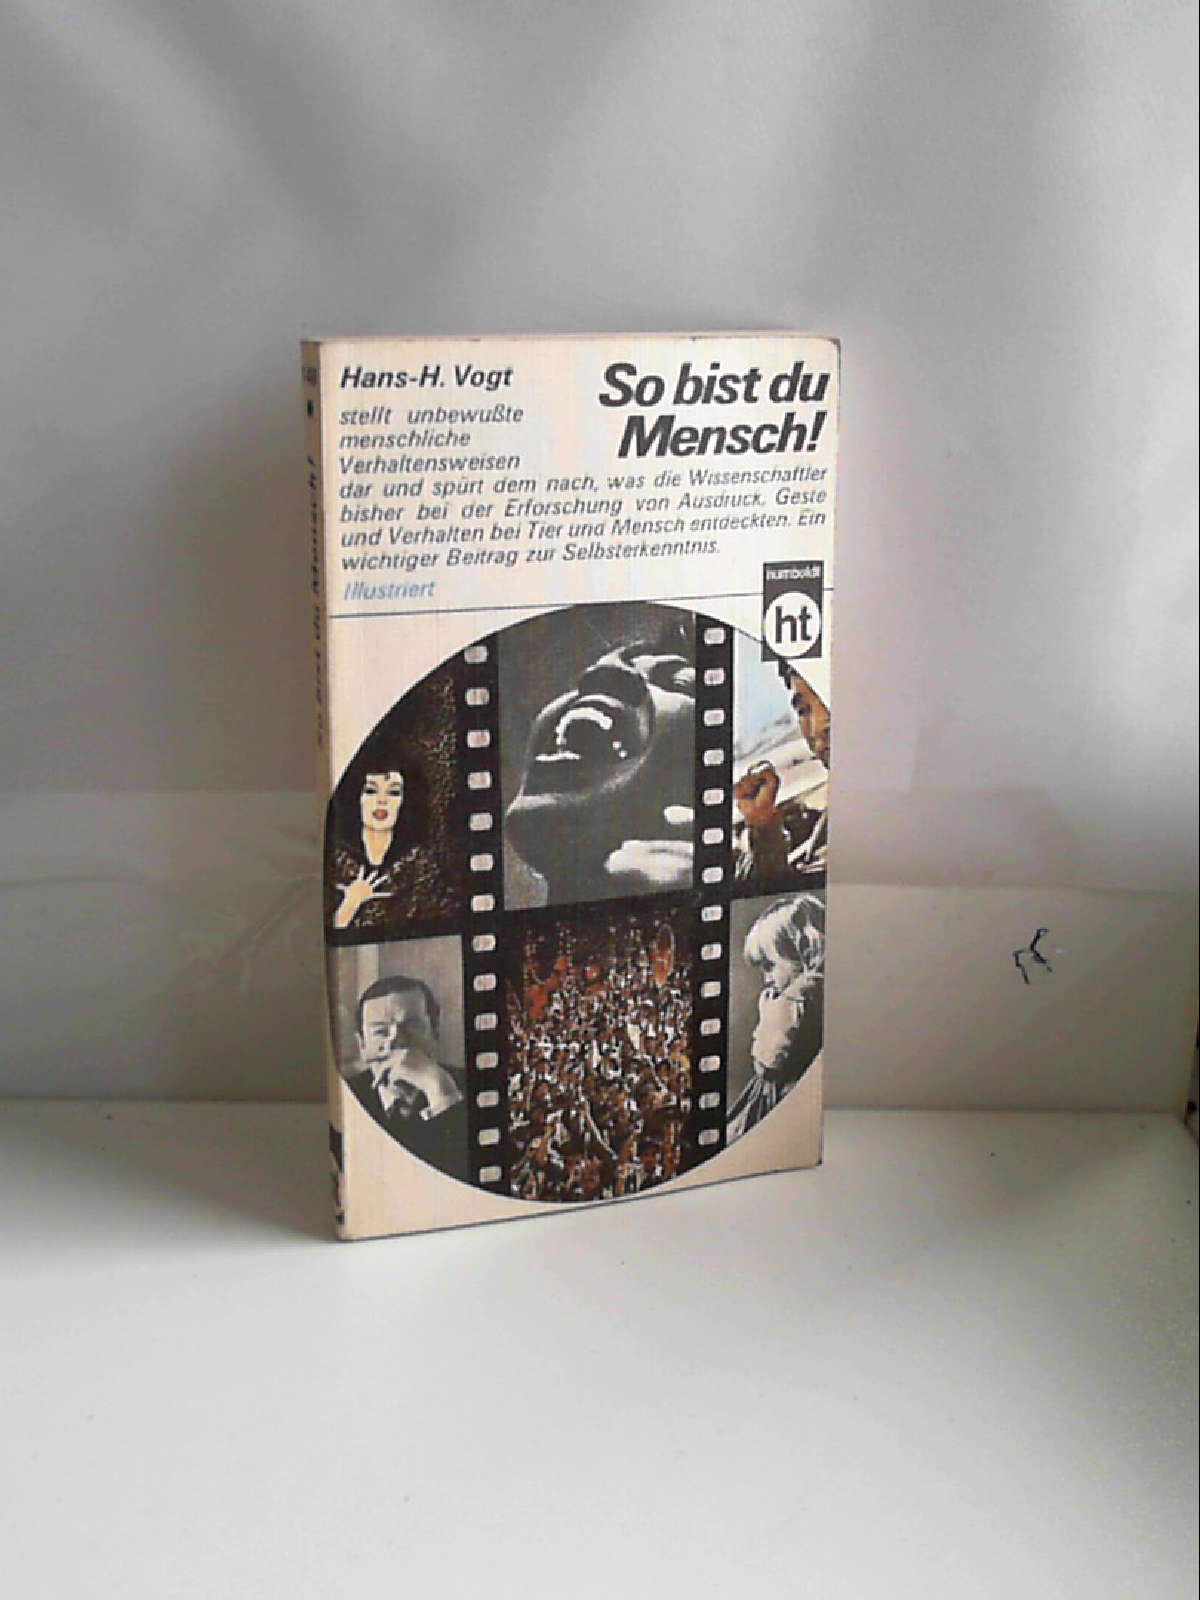 Hans-H. Vogt
So bist du
Mensch!
stellt unbewußte
menschliche
Verhaltensweisen
dar und spürt dem nach, was die Wissenschaftler
bisher bei der Erforschung von Ausdruck, Geste
und Verhalten bei Tier und Mensch entdeckten. Ein
wichtiger Beitrag zur Selbsterkenntnis.
Illustriert
humboldt
ht
So bist du Mensch!